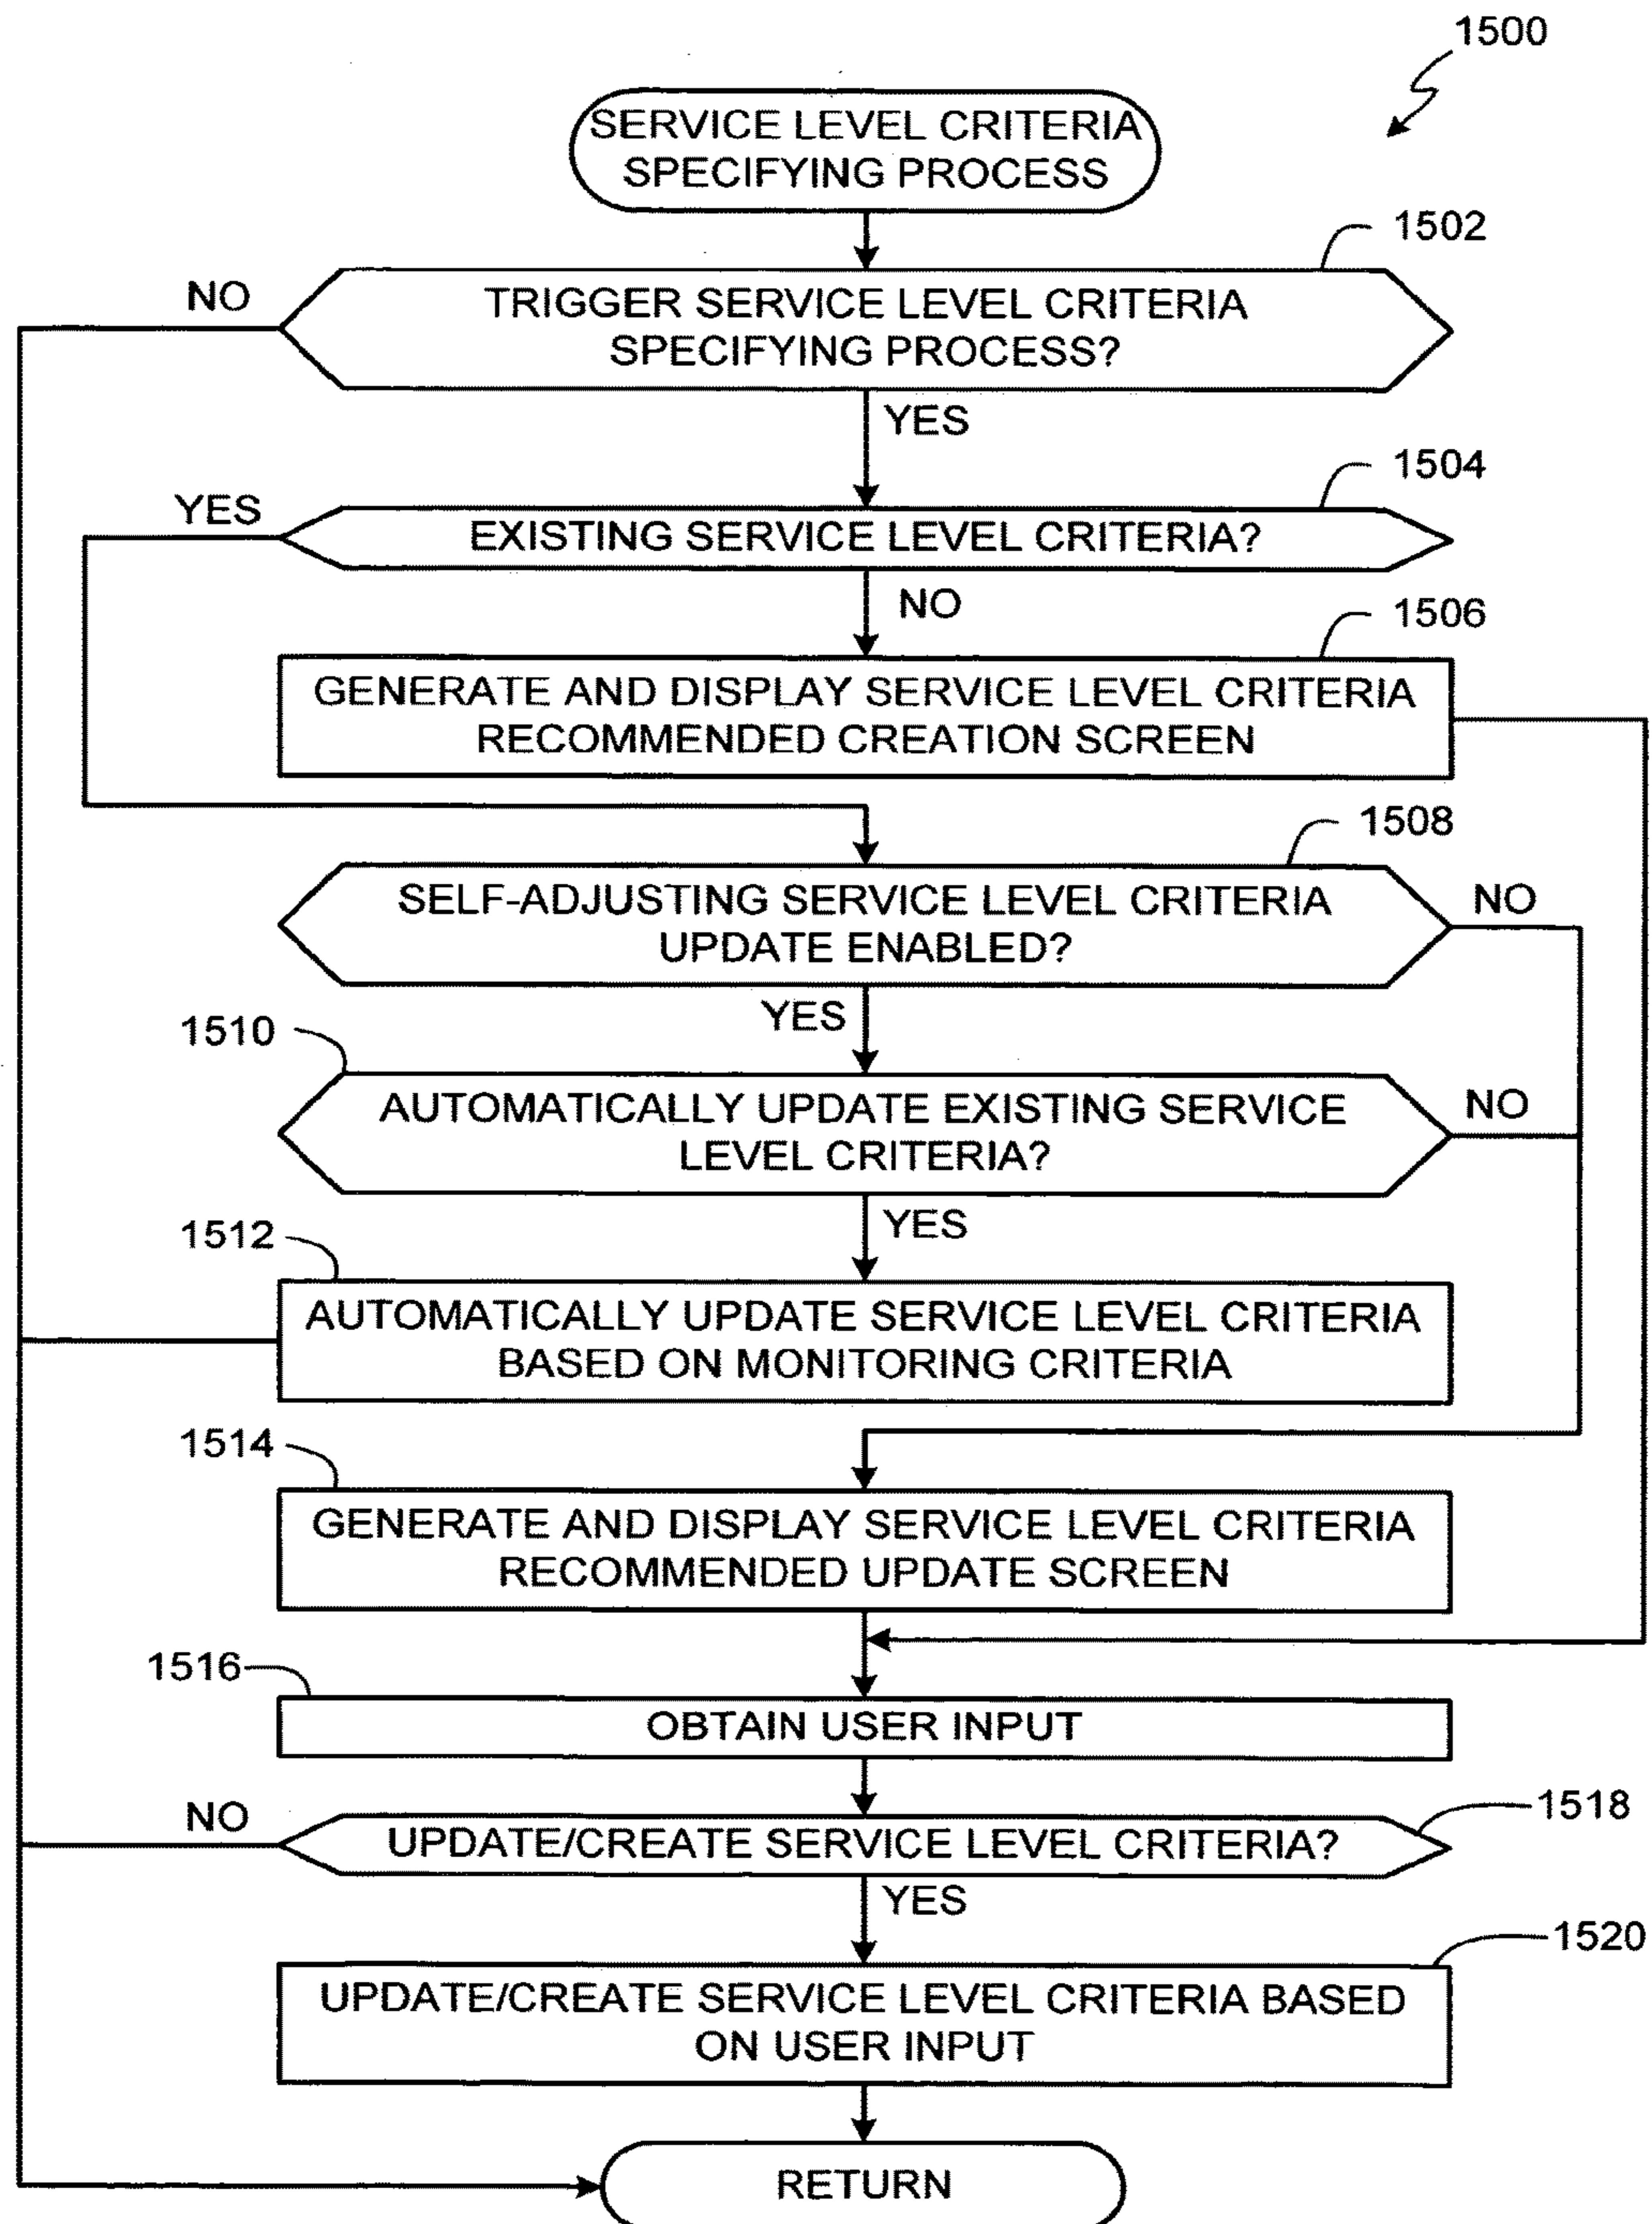 1500
SERVICE LEVEL CRITERIA
SPECIFYING PROCESS
1502
NO
TRIGGER SERVICE LEVEL CRITERIA
SPECIFYING PROCESS?
YES
1504
YES
EXISTING SERVICE LEVEL CRITERIA?
NO
1506
GENERATE AND DISPLAY SERVICE LEVEL CRITERIA
RECOMMENDED CREATION SCREEN
1508
SELF-ADJUSTING SERVICE LEVEL CRITERIA
UPDATE ENABLED?
NO
YES
1510
AUTOMATICALLY UPDATE EXISTING SERVICE
LEVEL CRITERIA?
NO
YES
1512
AUTOMATICALLY UPDATE SERVICE LEVEL CRITERIA
BASED ON MONITORING CRITERIA
1514
GENERATE AND DISPLAY SERVICE LEVEL CRITERIA
RECOMMENDED UPDATE SCREEN
1516
OBTAIN USER INPUT
NO
1518
UPDATE/CREATE SERVICE LEVEL CRITERIA?
YES
1520
UPDATE/CREATE SERVICE LEVEL CRITERIA BASED
ON USER INPUT
RETURN